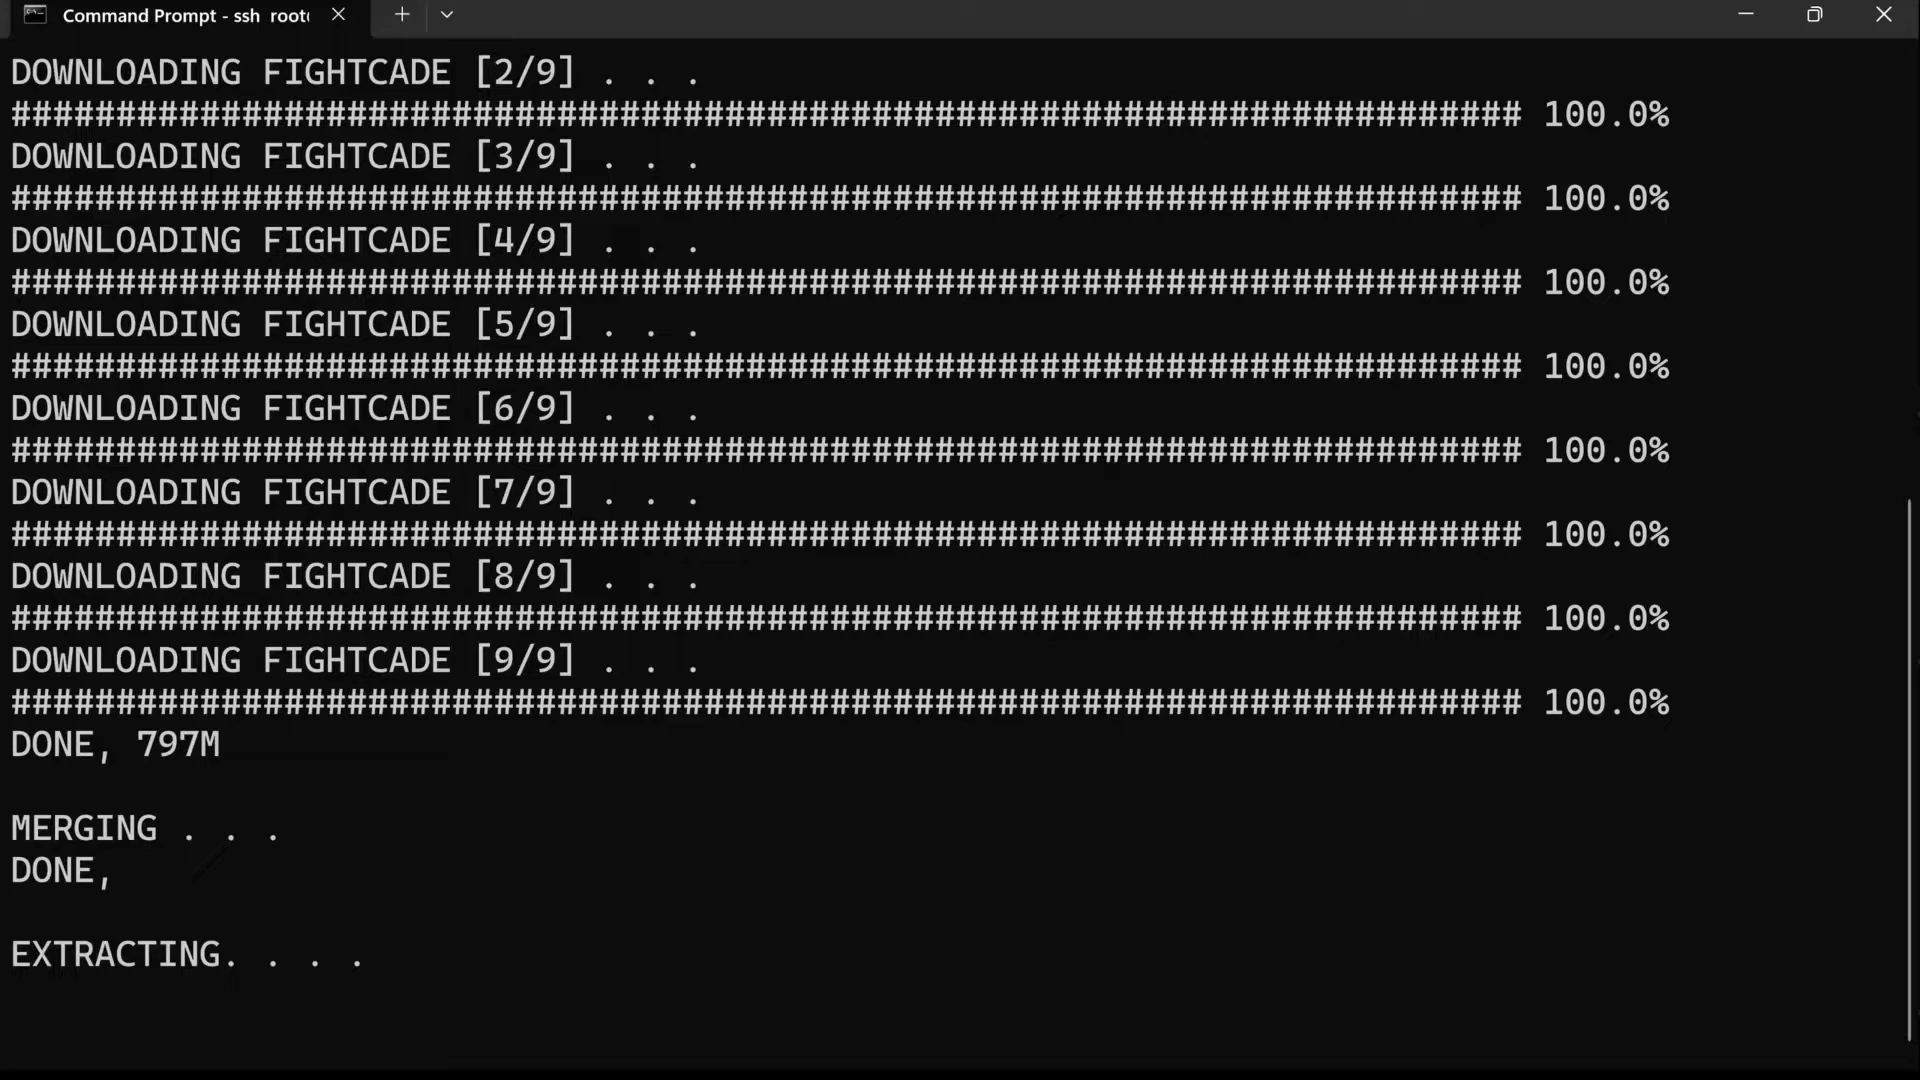 Command Prompt - ssh root
DOWNLOADING FIGHTCADE [2/9] . . .
######################################################################## 100.0%
DOWNLOADING FIGHTCADE [3/9] . . .
######################################################################## 100.0%
DOWNLOADING FIGHTCADE [4/9] . . .
######################################################################## 100.0%
DOWNLOADING FIGHTCADE [5/9] . . .
######################################################################## 100.0%
DOWNLOADING FIGHTCADE [6/9] . . .
######################################################################## 100.0%
DOWNLOADING FIGHTCADE [7/9] . . .
######################################################################## 100.0%
DOWNLOADING FIGHTCADE [8/9] . . .
######################################################################## 100.0%
DOWNLOADING FIGHTCADE [9/9] . . .
######################################################################## 100.0%
DONE, 797M
MERGING . . .
DONE,
EXTRACTING. . . .